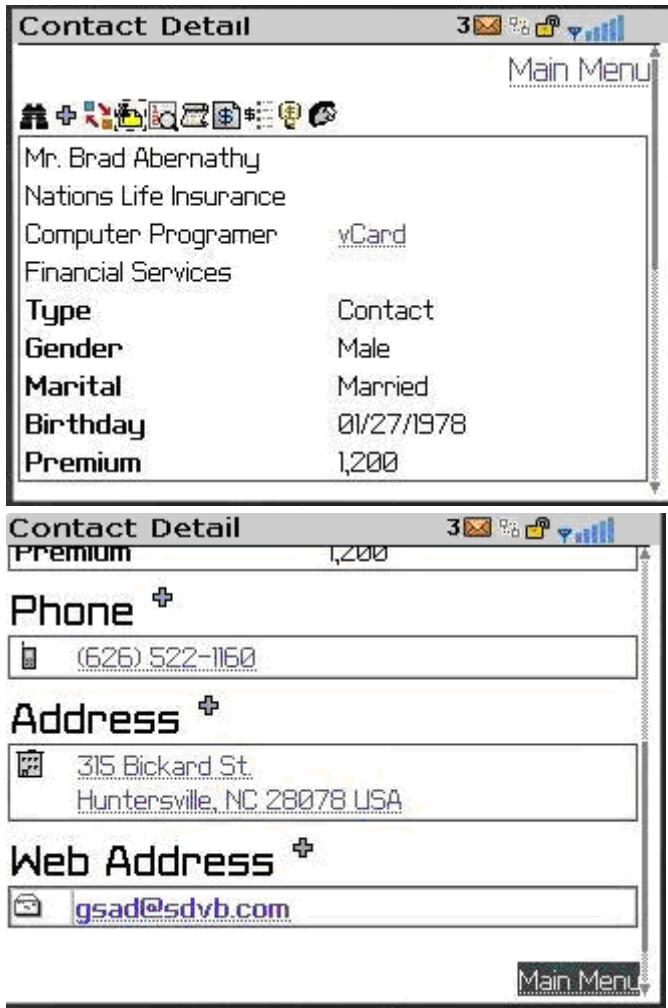 Contact Detail 3
Main Menu
Mr. Brad Abernathy
Nations Life Insurance
Computer Programer vCard
Financial Services
Type Contact
Gender Male
Marital Married
Birthday 01/27/1978
Premium 1,200
Contact Detail 3
Premium 1,200
Phone
(626) 522-1160
Address
315 Bickard St.
Huntersville, NC 28078 USA
Web Address
gsad@sdvb.com
Main Menu